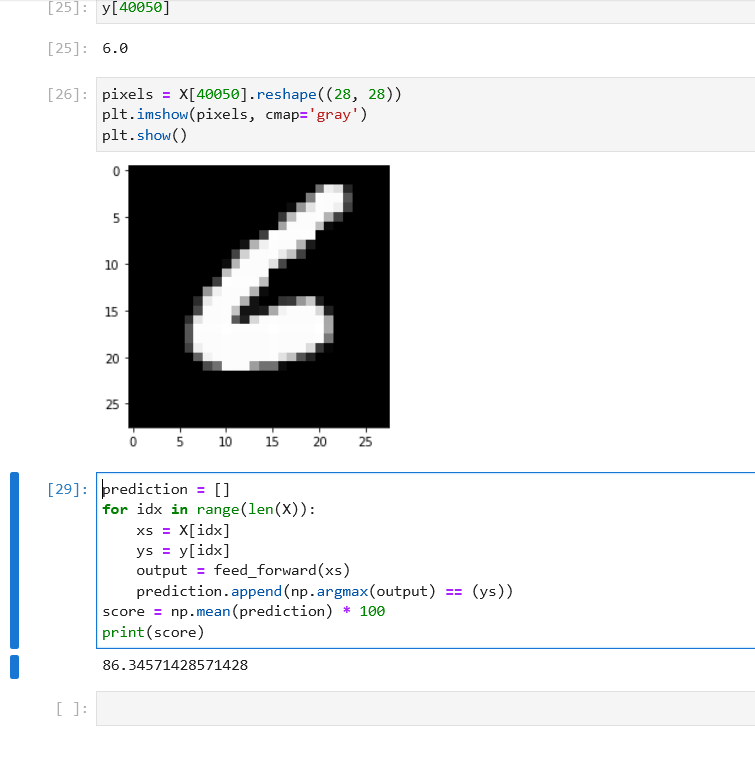 [25]: y[40050]
[25]: 6.0
[26]: pixels = X[40050].reshape((28, 28))
plt.imshow(pixels, cmap='gray')
plt.show()
0
5
10
15
20
25
0 5 10 15 20 25
[29]: prediction = []
for idx in range(len(X)):
    xs = X[idx]
    ys = y[idx]
    output = feed_forward(xs)
    prediction.append(np.argmax(output) == (ys))
score = np.mean(prediction) * 100
print(score)
86.34571428571428
[ ]: